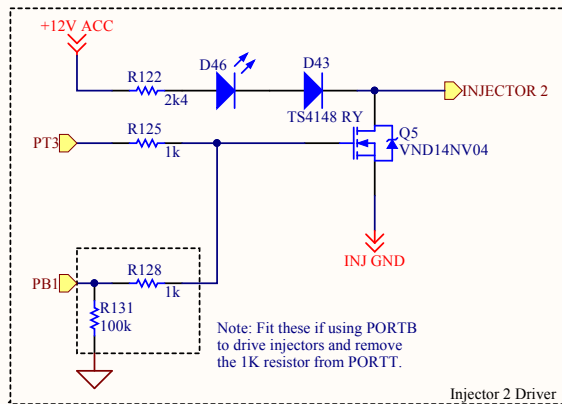 +12V ACC
D46
D43
R122
2k4
TS4148 RY
INJECTOR 2
PT3
R125
1k
Q5
VND14NV04
INJ GND
PB1
R128
1k
R131
100k
Note: Fit these if using PORTB
to drive injectors and remove
the 1K resistor from PORTT.
Injector 2 Driver